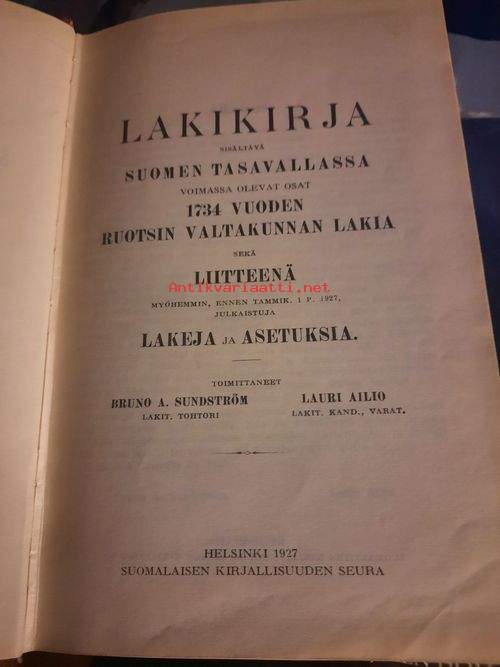 LAKIKIRJA
SISÄLTÄVÄ
SUOMEN TASAVALLASSA
VOIMASSA OLEVAT OSAT
1734 VUODEN
RUOTSIN VALTAKUNNAN LAKIA
SEKÄ
LIITTEENÄ
Antikvariaatti.net
MYÖHEMMIN, ENNEN TAMMIK. 1 P. 1927,
JULKAISTUJA
LAKEJA JA ASETUKSIA.
TOIMITTANEET
BRUNO A. SUNDSTRÖM
LAKIT. TOHTORI
LAURI AILIO
LAKIT. KAND., VARAT.
HELSINKI 1927
SUOMALAISEN KIRJALLISUUDEN SEURA